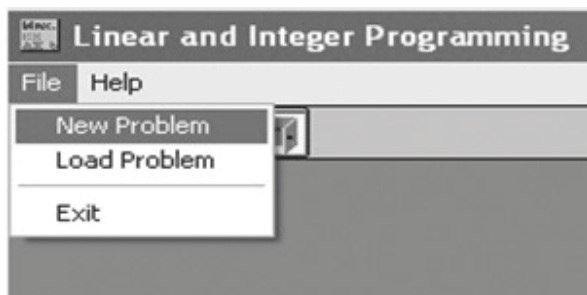 Linear and Integer Programming
File Help
New Problem
Load Problem
Exit